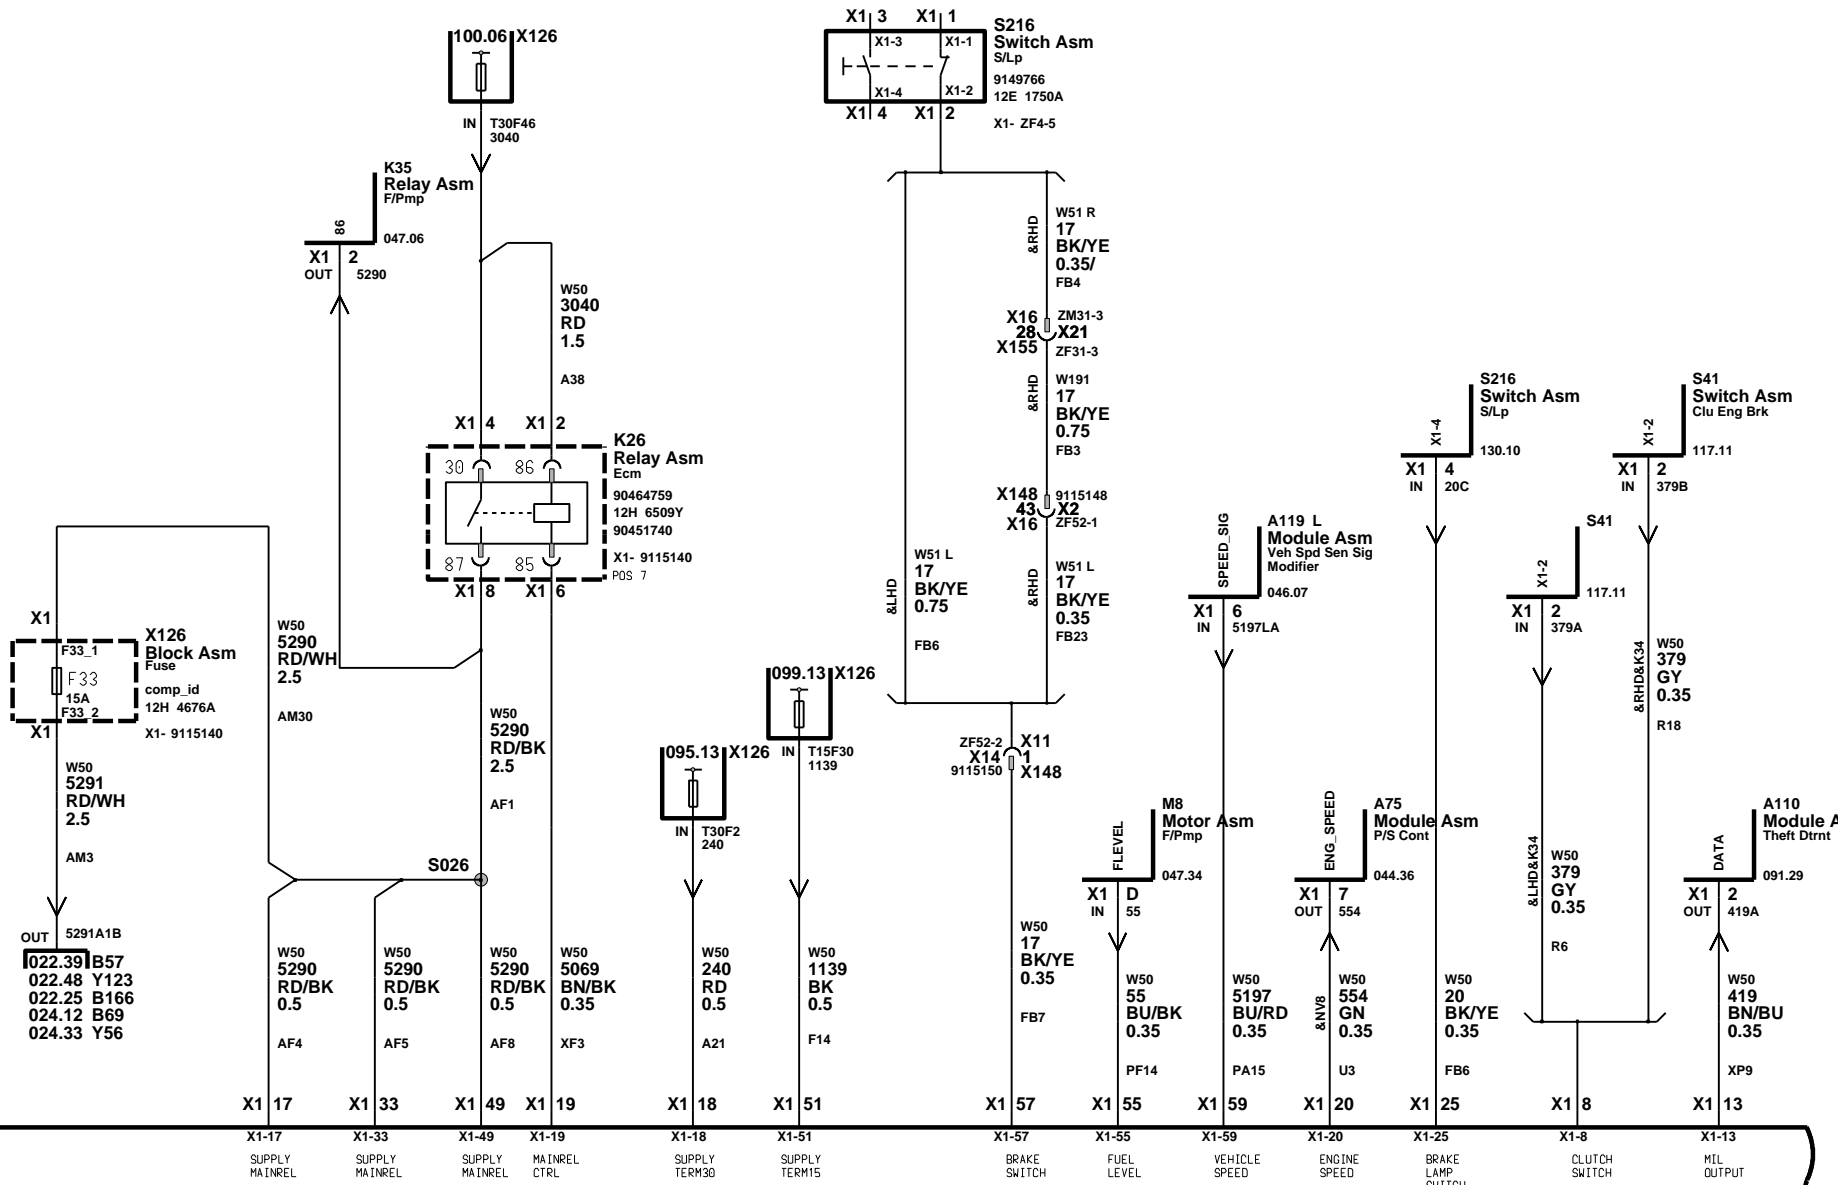 100.06 X126
IN T30F46
3040
X1 3 X1 1
X1-3 X1-1
X1-4 X1-2
X1 4 X1 2
S216
Switch Asm
S/Lp
9149766
12E 1750A
X1- ZF4-5
K35
Relay Asm
F/Pmp
86
047.06
X1 2
OUT 5290
W50
3040
RD
1.5
A38
X1 4 X1 2
30 86
87 85
X1 8 X1 6
K26
Relay Asm
Ecm
90464759
12H 6509Y
90451740
X1- 9115140
POS 7
&RHD
W51 R
17
BK/YE
0.35/
FB4
X16 ZM31-3
28 X21
X155 ZF31-3
&RHD
W191
17
BK/YE
0.75
FB3
X148 9115148
43 X2
X16 ZF52-1
&RHD
W51 L
17
BK/YE
0.35
FB23
&LHD
W51 L
17
BK/YE
0.75
FB6
ZF52-2 X11
X14 1
9115150 X148
X1
F33_1
F33
15A
F33_2
X1
X126
Block Asm
Fuse
comp_id
12H 4676A
X1- 9115140
W50
5291
RD/WH
2.5
AM3
OUT 5291A1B
022.39 B57
022.48 Y123
022.25 B166
024.12 B69
024.33 Y56
W50
5290
RD/WH
2.5
AM30
W50
5290
RD/BK
2.5
AF1
S026
095.13 X126
IN T30F2
240
099.13 X126
IN T15F30
1139
SPEED_SIG
A119 L
Module Asm
Veh Spd Sen Sig
Modifier
046.07
X1 6
IN 5197LA
X1-4
S216
Switch Asm
S/Lp
130.10
X1 4
IN 20C
X1-2
S41
Switch Asm
Clu Eng Brk
117.11
X1 2
IN 379B
X1-2
S41
117.11
X1 2
IN 379A
&RHD&K34
W50
379
GY
0.35
R18
&LHD&K34
W50
379
GY
0.35
R6
FLEVEL
M8
Motor Asm
F/Pmp
047.34
X1 D
IN 55
ENG_SPEED
A75
Module Asm
P/S Cont
044.36
X1 7
OUT 554
DATA
A110
Module A
Theft Dtrnt
091.29
X1 2
OUT 419A
W50
5290
RD/BK
0.5
AF4
W50
5290
RD/BK
0.5
AF5
W50
5290
RD/BK
0.5
AF8
W50
5069
BN/BK
0.35
XF3
W50
240
RD
0.5
A21
W50
1139
BK
0.5
F14
W50
17
BK/YE
0.35
FB7
W50
55
BU/BK
0.35
PF14
W50
5197
BU/RD
0.35
PA15
&NV8
W50
554
GN
0.35
U3
W50
20
BK/YE
0.35
FB6
W50
419
BN/BU
0.35
XP9
X1 17 X1 33 X1 49 X1 19 X1 18 X1 51 X1 57 X1 55 X1 59 X1 20 X1 25 X1 8 X1 13
X1-17 X1-33 X1-49 X1-19 X1-18 X1-51 X1-57 X1-55 X1-59 X1-20 X1-25 X1-8 X1-13
SUPPLY SUPPLY SUPPLY MAINREL SUPPLY SUPPLY BRAKE FUEL VEHICLE ENGINE BRAKE CLUTCH MIL
MAINREL MAINREL MAINREL CTRL TERM30 TERM15 SWITCH LEVEL SPEED SPEED LAMP SWITCH OUTPUT